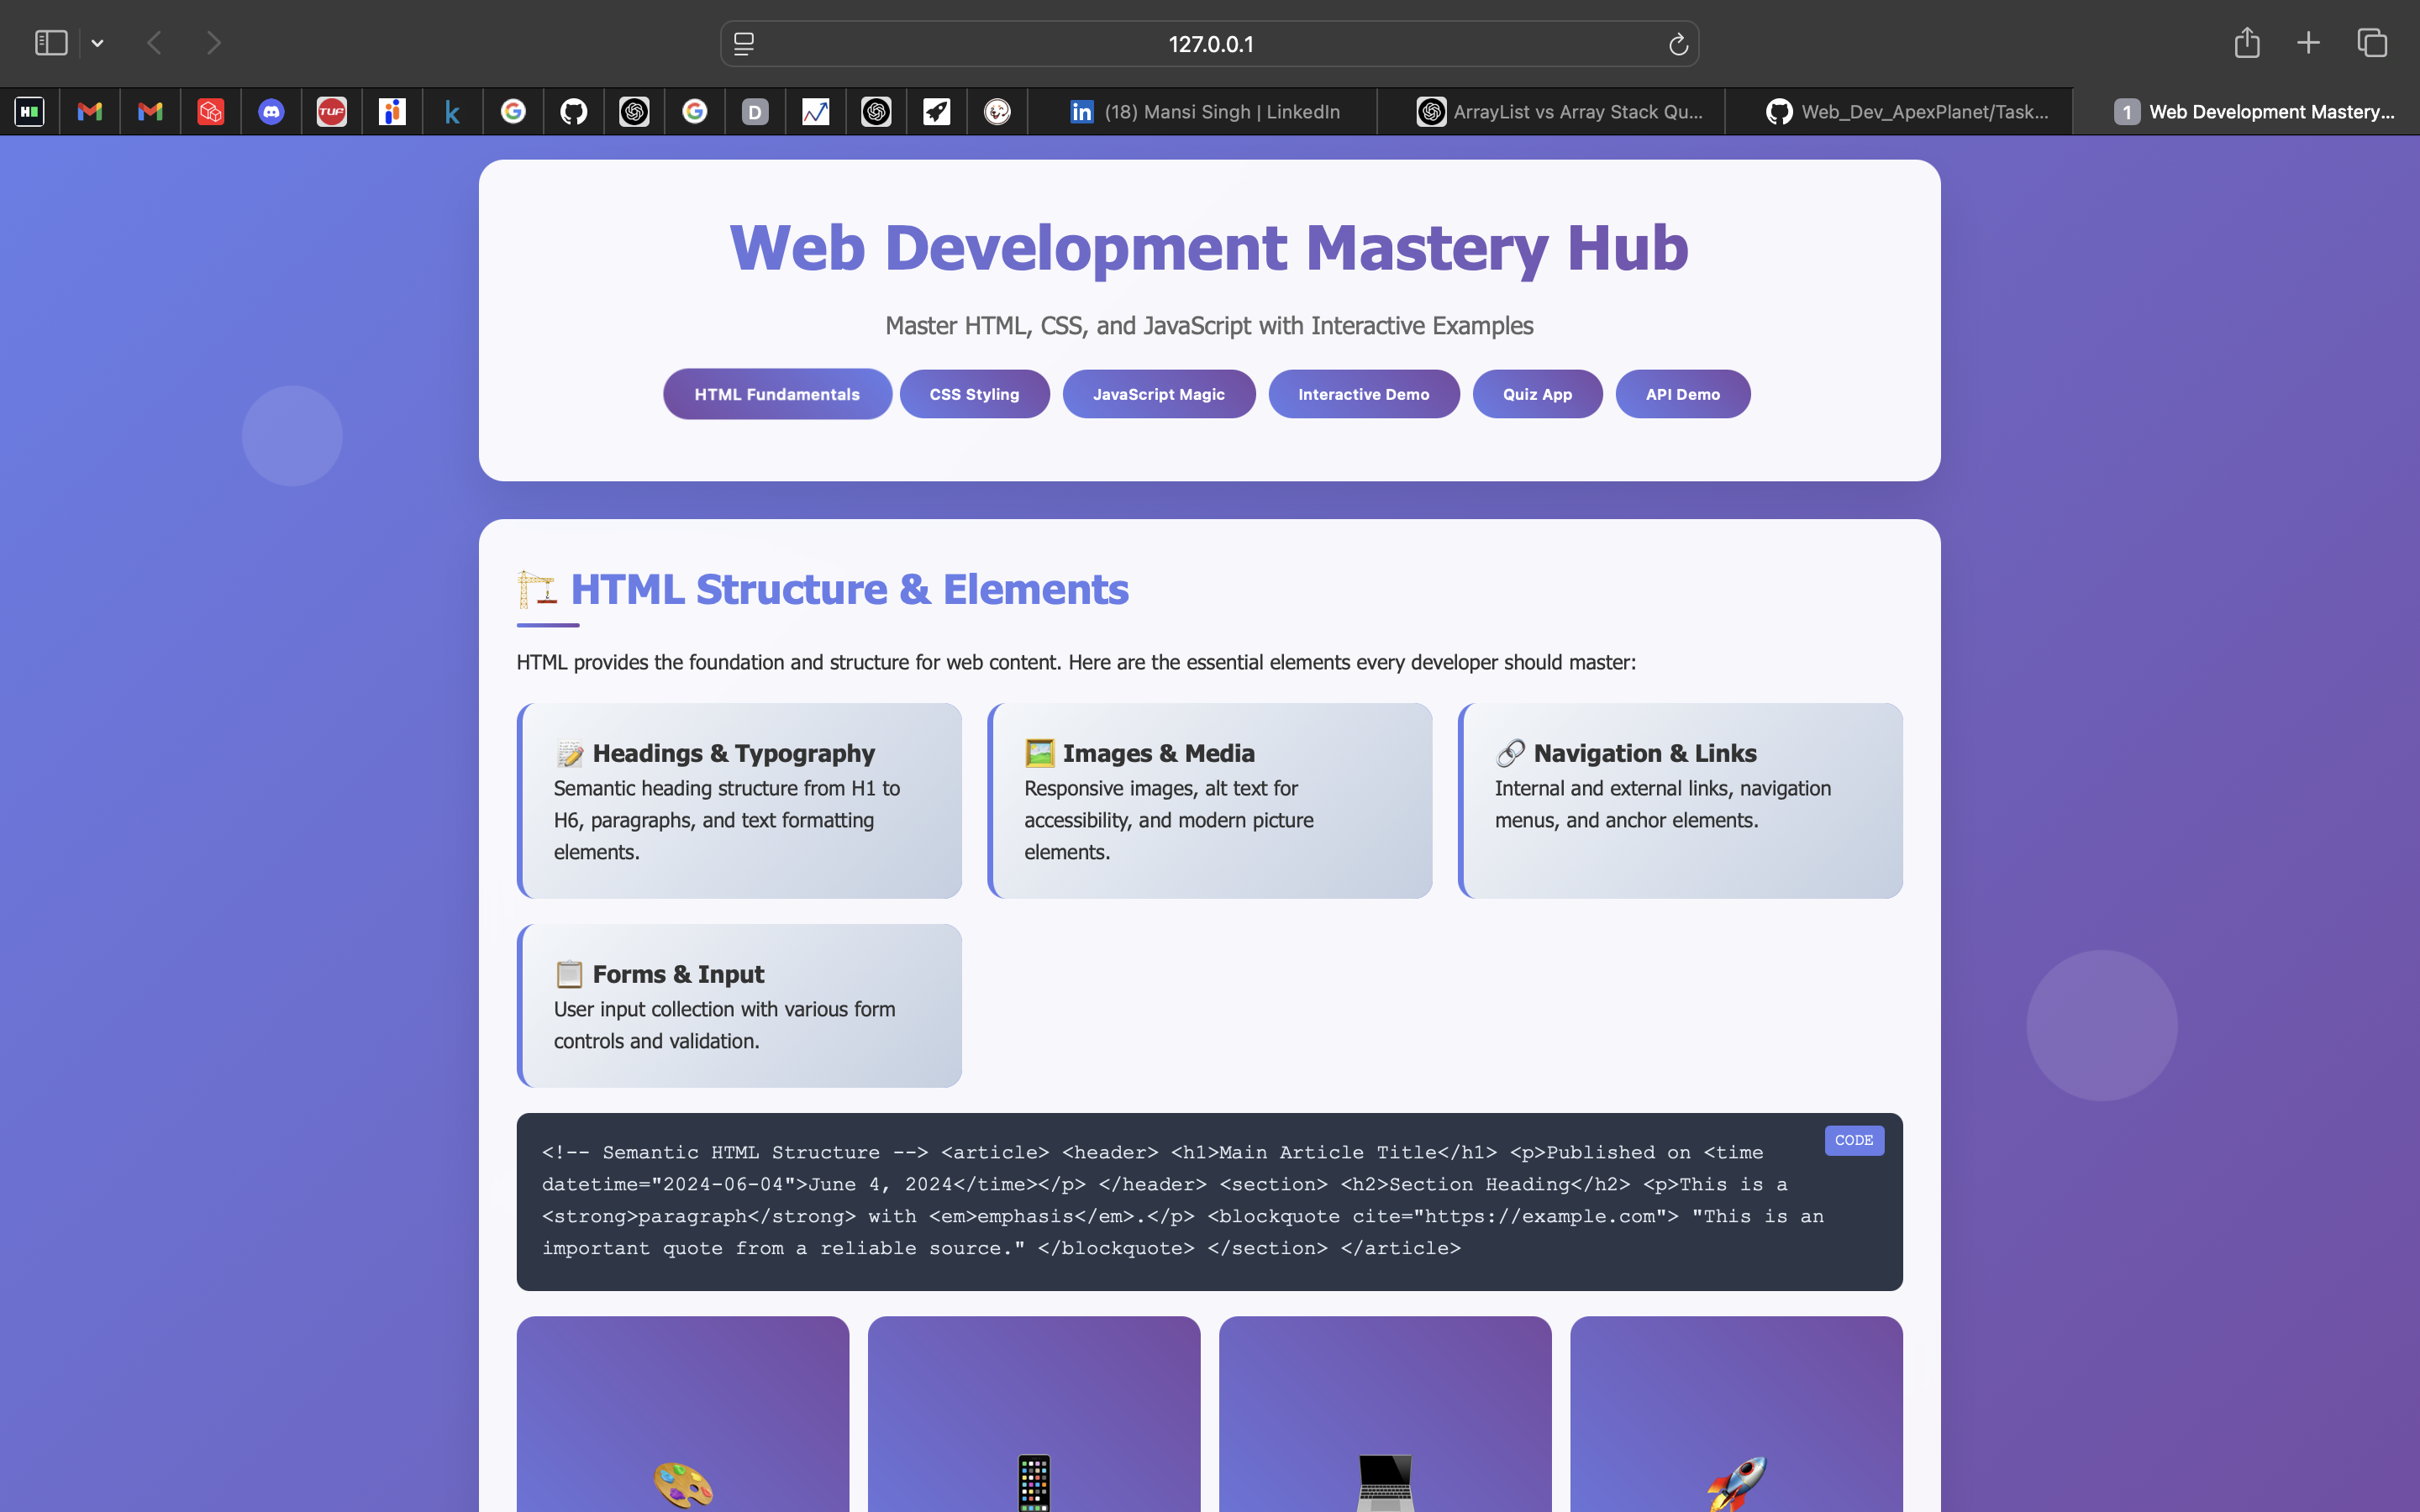 127.0.0.1
H
TUF
k
D
in (18) Mansi Singh | LinkedIn
ArrayList vs Array Stack Qu...
Web_Dev_ApexPlanet/Task...
1 Web Development Mastery...
Web Development Mastery Hub
Master HTML, CSS, and JavaScript with Interactive Examples
HTML Fundamentals
CSS Styling
JavaScript Magic
Interactive Demo
Quiz App
API Demo
HTML Structure & Elements
HTML provides the foundation and structure for web content. Here are the essential elements every developer should master:
Headings & Typography
Semantic heading structure from H1 to
H6, paragraphs, and text formatting
elements.
Images & Media
Responsive images, alt text for
accessibility, and modern picture
elements.
Navigation & Links
Internal and external links, navigation
menus, and anchor elements.
Forms & Input
User input collection with various form
controls and validation.
CODE
<!-- Semantic HTML Structure --> <article> <header> <h1>Main Article Title</h1> <p>Published on <time
datetime="2024-06-04">June 4, 2024</time></p> </header> <section> <h2>Section Heading</h2> <p>This is a
<strong>paragraph</strong> with <em>emphasis</em>.</p> <blockquote cite="https://example.com"> "This is an
important quote from a reliable source." </blockquote> </section> </article>